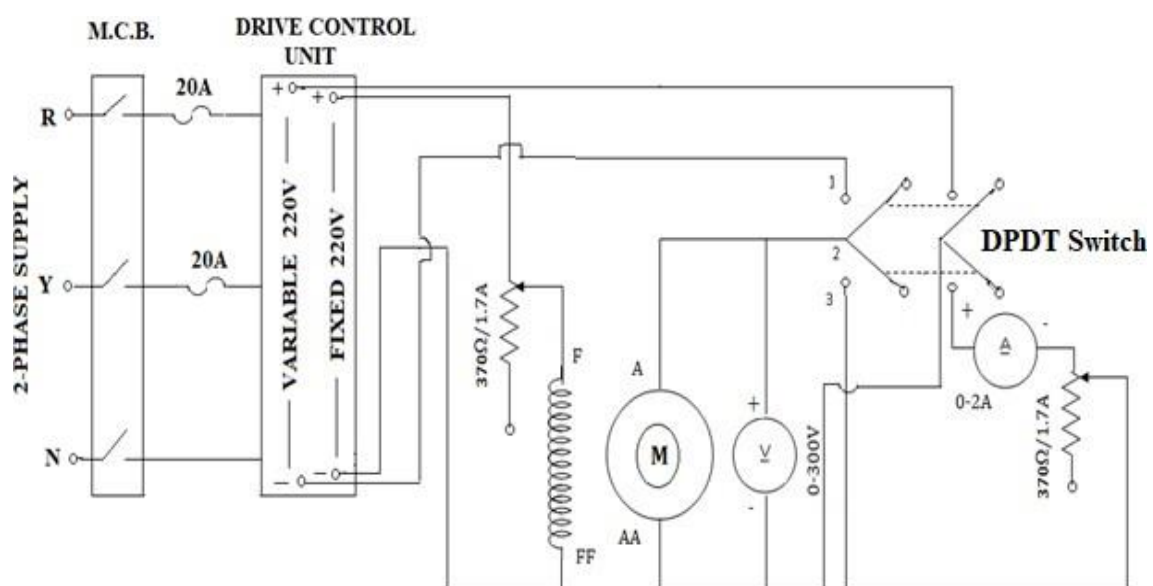 M.C.B.
DRIVE CONTROL
UNIT
20A
R
+
+
1
2-PHASE SUPPLY
VARIABLE 220V
FIXED 220V
DPDT Switch
2
20A
Y
3
370Ω/1.7A
+
A
-
F
A
0-2A
+
M
V
0-300V
370Ω/1.7A
N
-
-
-
AA
FF